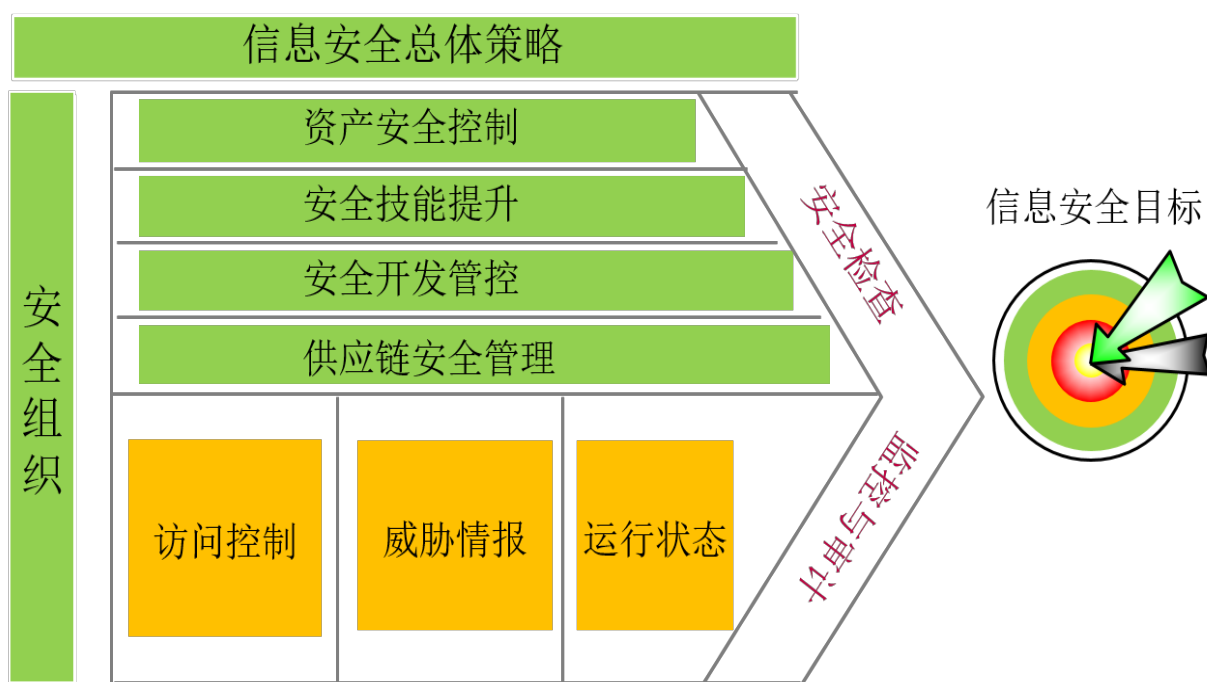 信息安全总体策略
安全组织
资产安全控制
安全技能提升
安全开发管控
供应链安全管理
访问控制
威胁情报
运行状态
安全检查
监控与审计
信息安全目标